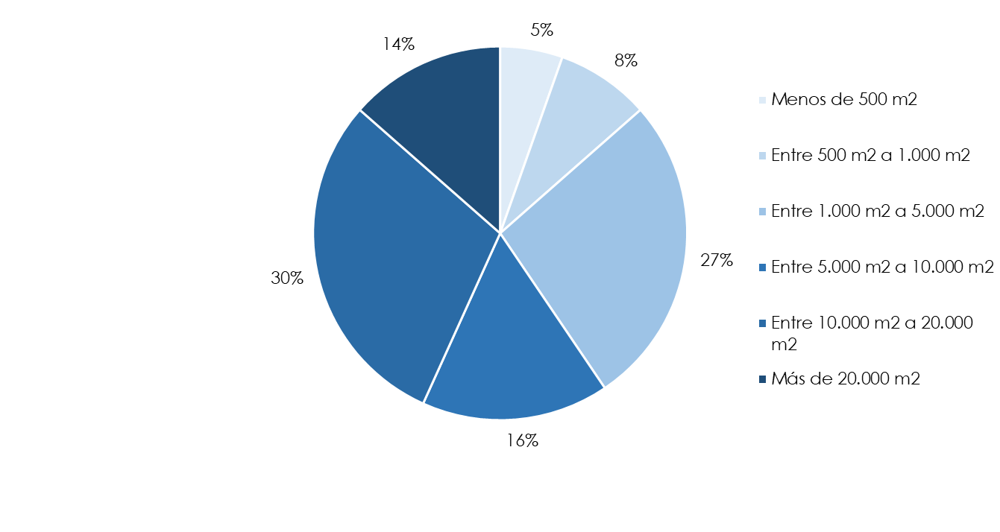 5%
14%
8%
27%
30%
16%
Menos de 500 m2
Entre 500 m2 a 1.000 m2
Entre 1.000 m2 a 5.000 m2
Entre 5.000 m2 a 10.000 m2
Entre 10.000 m2 a 20.000
m2
Más de 20.000 m2